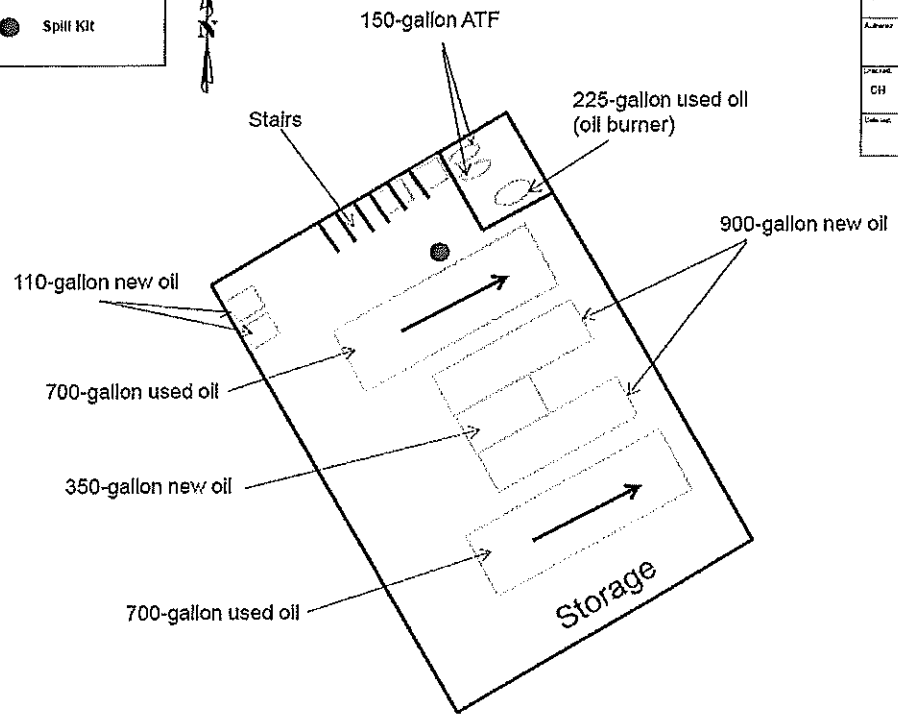 Spill Kit
N
150-gallon ATF
Stairs
225-gallon used oil
(oil burner)
900-gallon new oil
110-gallon new oil
700-gallon used oil
350-gallon new oil
700-gallon used oil
Storage
CH